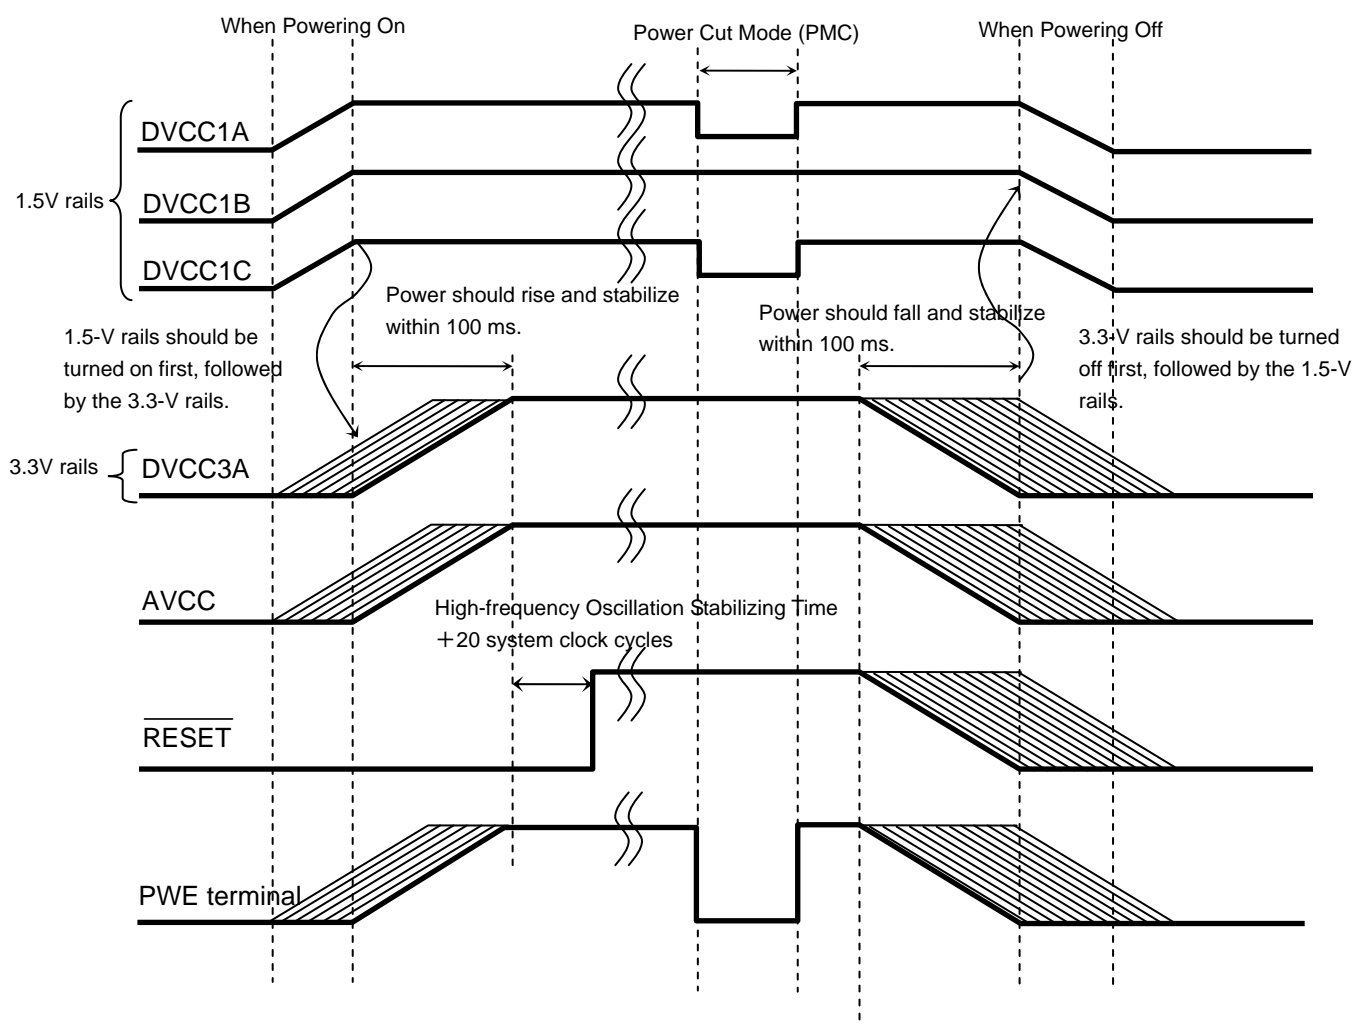 When Powering On
Power Cut Mode (PMC)
When Powering Off
DVCC1A
1.5V rails
DVCC1B
DVCC1C
Power should rise and stabilize
within 100 ms.
Power should fall and stabilize
within 100 ms.
1.5-V rails should be
turned on first, followed
by the 3.3-V rails.
3.3-V rails should be turned
off first, followed by the 1.5-V
rails.
3.3V rails
DVCC3A
AVCC
High-frequency Oscillation Stabilizing Time
+20 system clock cycles
RESET
PWE terminal